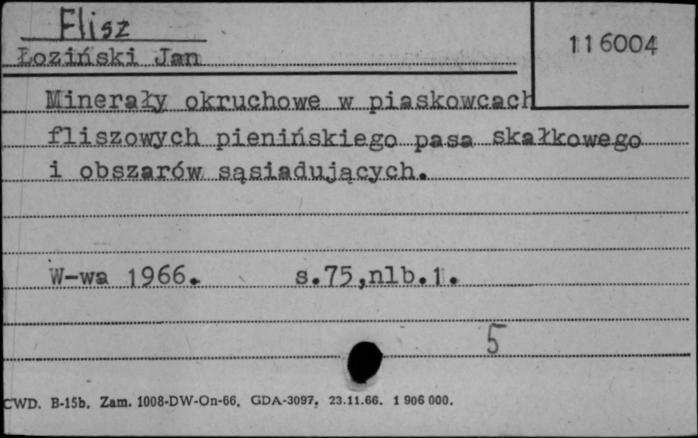 Flisz
116004
Łoziński Jan
Minerały okruchowe w piaskowcach
fliszowych pienińskiego pasa skałkowego
i obszarów sąsiadujących.
W-wa 1966. s.75,nlb.1.
5
CWD. B-15b. Zam. 1008-DW-On-66. GDA-3097. 23.11.66. 1 906 000.